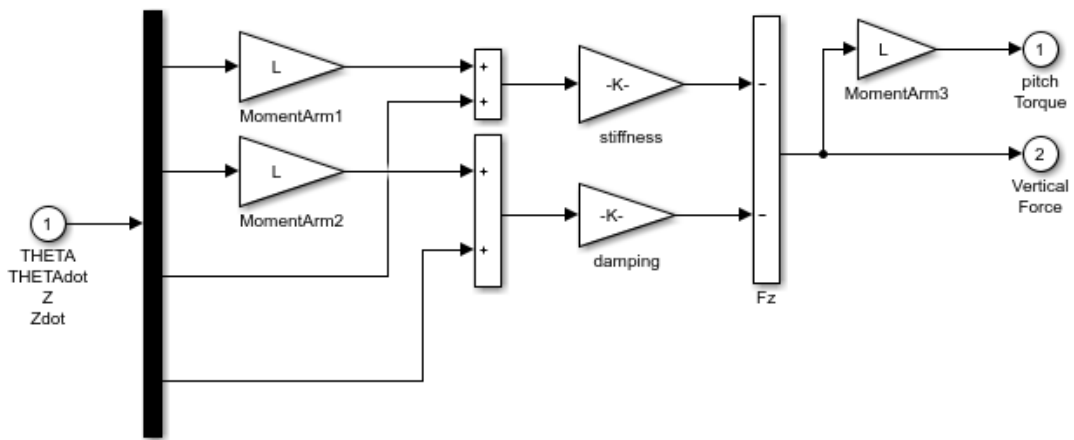 L
MomentArm1
+
+
-K-
stiffness
-
L
MomentArm3
1
pitch
Torque
L
MomentArm2
+
+
-K-
damping
-
Fz
2
Vertical
Force
1
THETA
THETAdot
Z
Zdot